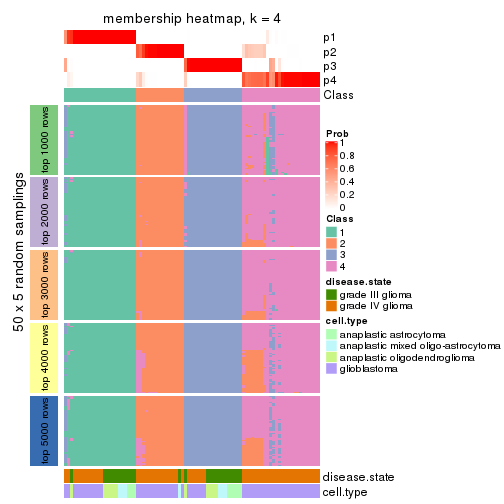 membership heatmap, k = 4
p1
p2
p3
p4
Class
50 x 5 random samplings
top 1000 rows
top 2000 rows
top 3000 rows
top 4000 rows
top 5000 rows
disease.state
cell.type
Prob
1
0.8
0.6
0.4
0.2
0
Class
1
2
3
4
disease.state
grade III glioma
grade IV glioma
cell.type
anaplastic astrocytoma
anaplastic mixed oligo-astrocytoma
anaplastic oligodendroglioma
glioblastoma